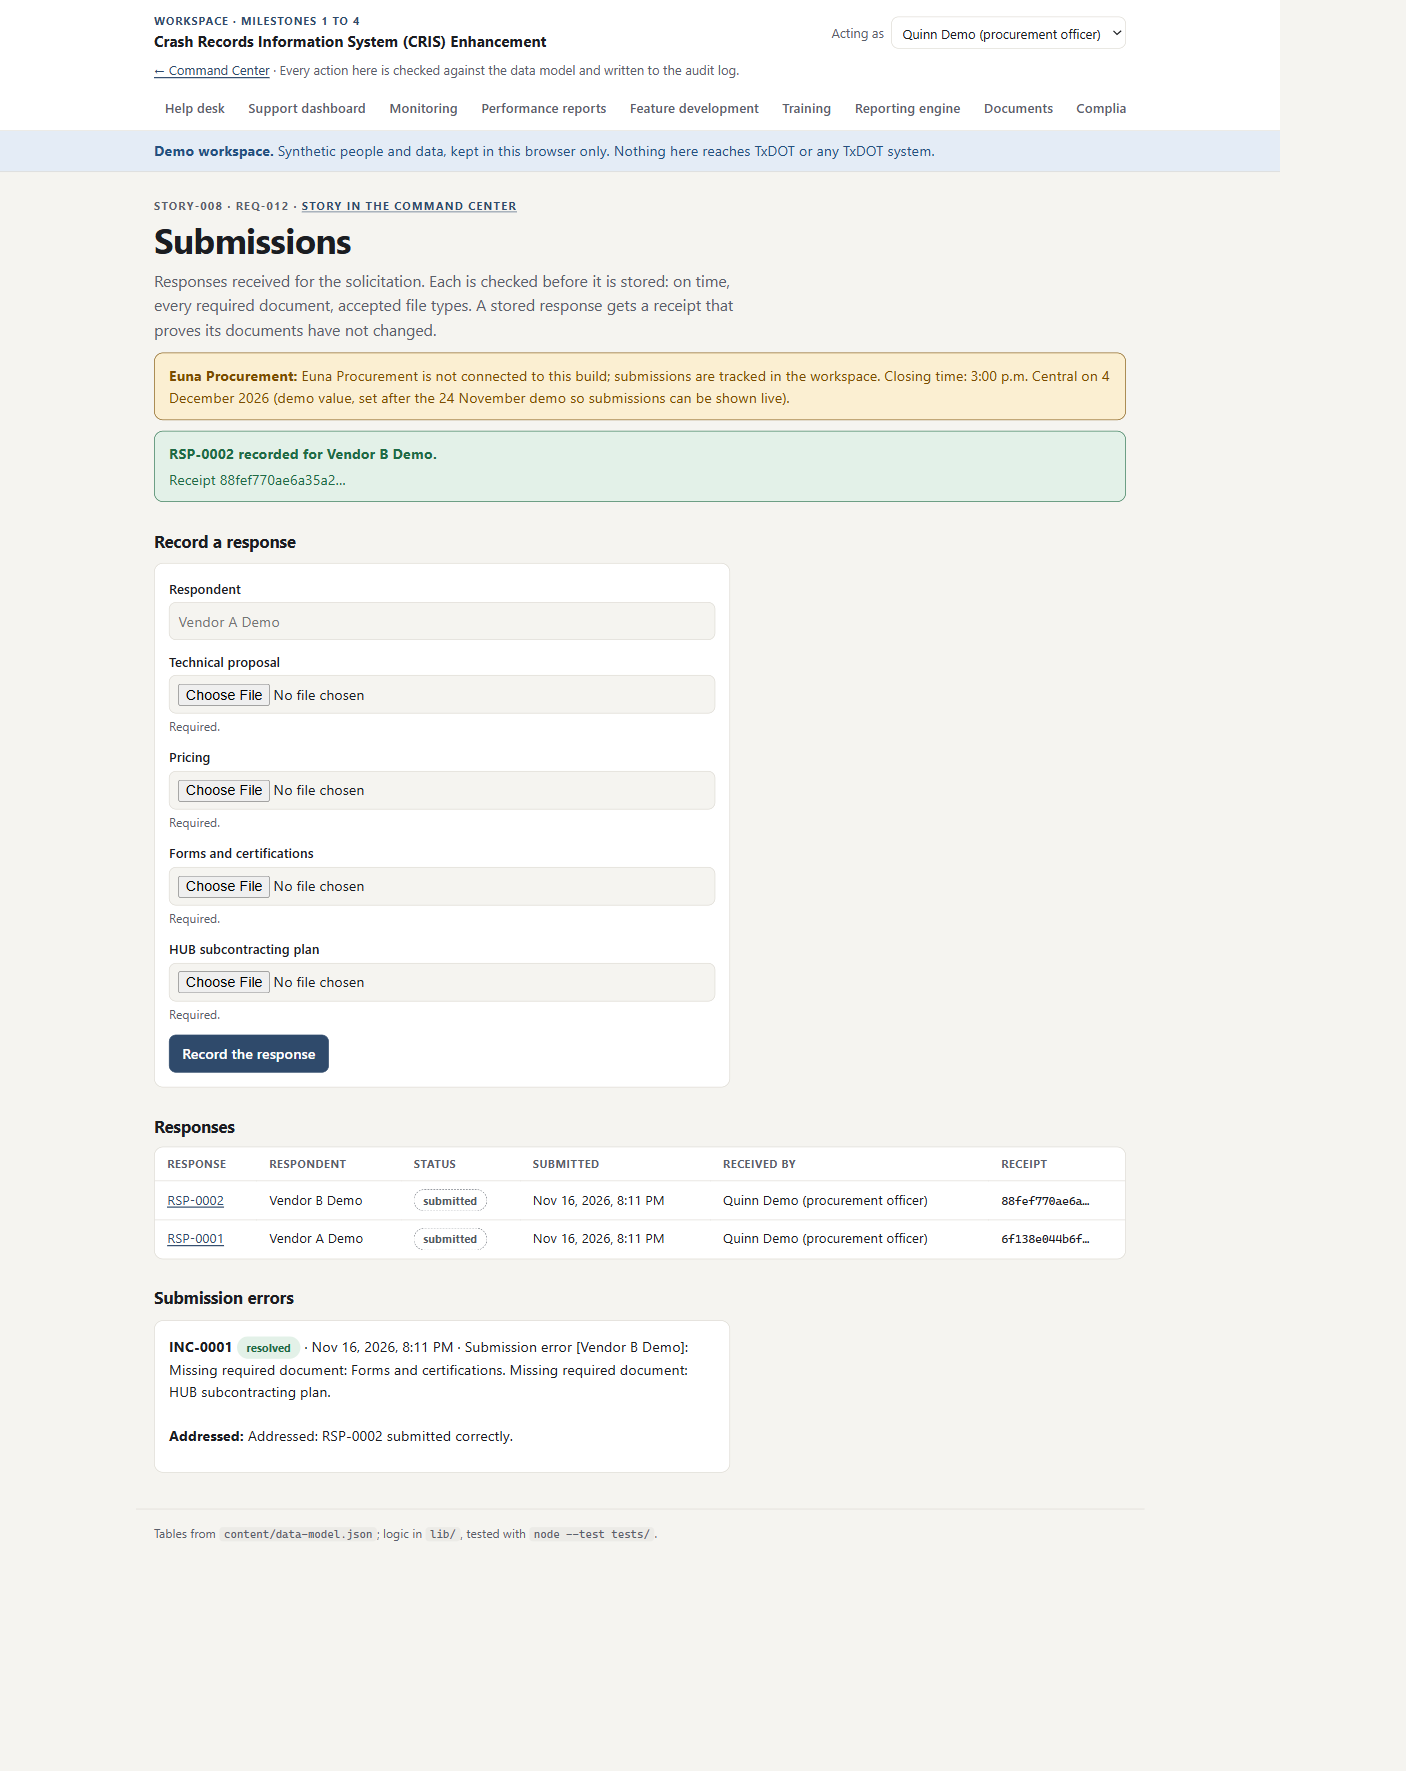 WORKSPACE · MILESTONES 1 TO 4
Crash Records Information System (CRIS) Enhancement
Acting as
Quinn Demo (procurement officer)
← Command Center · Every action here is checked against the data model and written to the audit log.
Help desk Support dashboard Monitoring Performance reports Feature development Training Reporting engine Documents Complia
Demo workspace. Synthetic people and data, kept in this browser only. Nothing here reaches TxDOT or any TxDOT system.
STORY-008 · REQ-012 · STORY IN THE COMMAND CENTER
Submissions
Responses received for the solicitation. Each is checked before it is stored: on time,
every required document, accepted file types. A stored response gets a receipt that
proves its documents have not changed.
Euna Procurement: Euna Procurement is not connected to this build; submissions are tracked in the workspace. Closing time: 3:00 p.m. Central on 4
December 2026 (demo value, set after the 24 November demo so submissions can be shown live).
RSP-0002 recorded for Vendor B Demo.
Receipt 88fef770ae6a35a2…
Record a response
Respondent
Vendor A Demo
Technical proposal
Choose File No file chosen
Required.
Pricing
Choose File No file chosen
Required.
Forms and certifications
Choose File No file chosen
Required.
HUB subcontracting plan
Choose File No file chosen
Required.
Record the response
Responses
RESPONSE RESPONDENT STATUS SUBMITTED RECEIVED BY RECEIPT
RSP-0002 Vendor B Demo submitted Nov 16, 2026, 8:11 PM Quinn Demo (procurement officer) 88fef770ae6a…
RSP-0001 Vendor A Demo submitted Nov 16, 2026, 8:11 PM Quinn Demo (procurement officer) 6f138e044b6f…
Submission errors
INC-0001 resolved · Nov 16, 2026, 8:11 PM · Submission error [Vendor B Demo]:
Missing required document: Forms and certifications. Missing required document:
HUB subcontracting plan.
Addressed: Addressed: RSP-0002 submitted correctly.
Tables from content/data-model.json; logic in lib/, tested with node --test tests/.